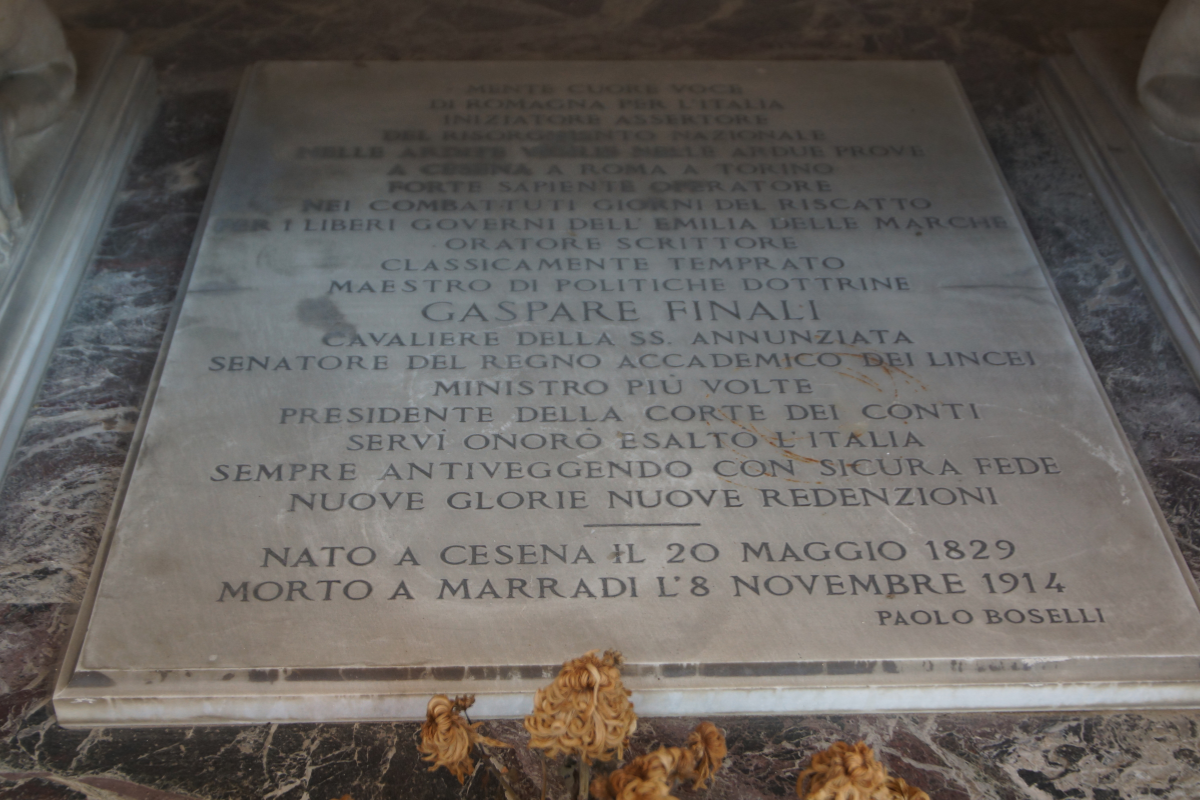 MENTE CUORE VOCE
DI ROMAGNA PER L'ITALIA
INIZIATORE ASSERTORE
DEL RISORGIMENTO NAZIONALE
NELLE ARDITE VIGILIE NELLE ARDUE PROVE
A CESENA A ROMA A TORINO
FORTE SAPIENTE OPERATORE
NEI COMBATTUTI GIORNI DEL RISCATTO
PER I LIBERI GOVERNI DELL'EMILIA DELLE MARCHE
ORATORE SCRITTORE
CLASSICAMENTE TEMPRATO
MAESTRO DI POLITICHE DOTTRINE
GASPARE FINALI
CAVALIERE DELLA SS. ANNUNZIATA
SENATORE DEL REGNO ACCADEMICO DEI LINCEI
MINISTRO PIÙ VOLTE
PRESIDENTE DELLA CORTE DEI CONTI
SERVÌ ONORÒ ESALTÒ L'ITALIA
SEMPRE ANTIVEGGENDO CON SICURA FEDE
NUOVE GLORIE NUOVE REDENZIONI
NATO A CESENA IL 20 MAGGIO 1829
MORTO A MARRADI L'8 NOVEMBRE 1914
PAOLO BOSELLI